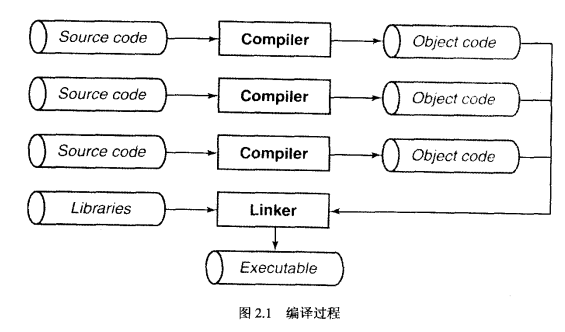 Source code Compiler Object code
Source code Compiler Object code
Source code Compiler Object code
Libraries Linker
Executable
图 2.1 编译过程